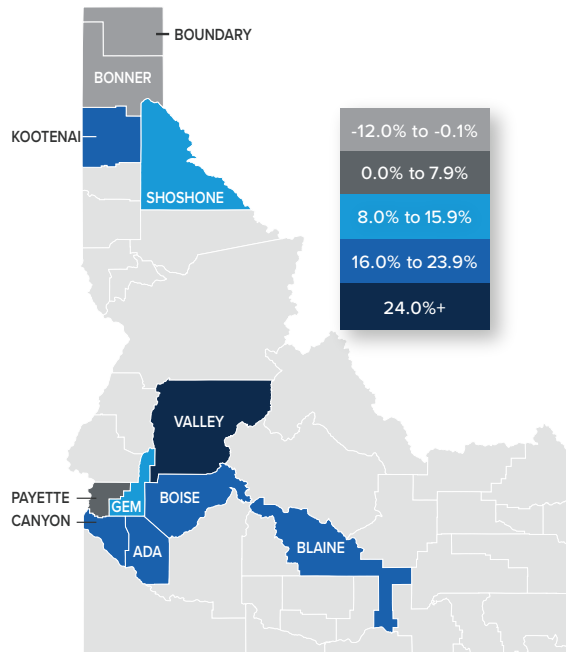 BOUNDARY
BONNER
KOOTENAI
SHOSHONE
-12.0% to -0.1%
0.0% to 7.9%
8.0% to 15.9%
16.0% to 23.9%
24.0%+
VALLEY
PAYETTE
GEM
BOISE
CANYON
ADA
BLAINE